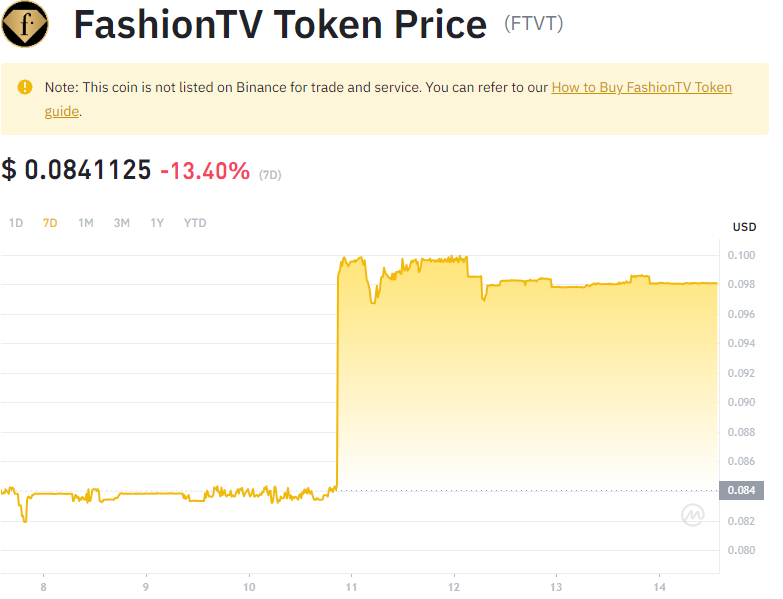 f
FashionTV Token Price (FTVT)
Note: This coin is not listed on Binance for trade and service. You can refer to our How to Buy FashionTV Token
guide.
$ 0.0841125 -13.40% (7D)
1D 7D 1M 3M 1Y YTD
USD
0.100
0.098
0.096
0.094
0.092
0.090
0.088
0.086
0.084
0.082
0.080
8 9 10 11 12 13 14